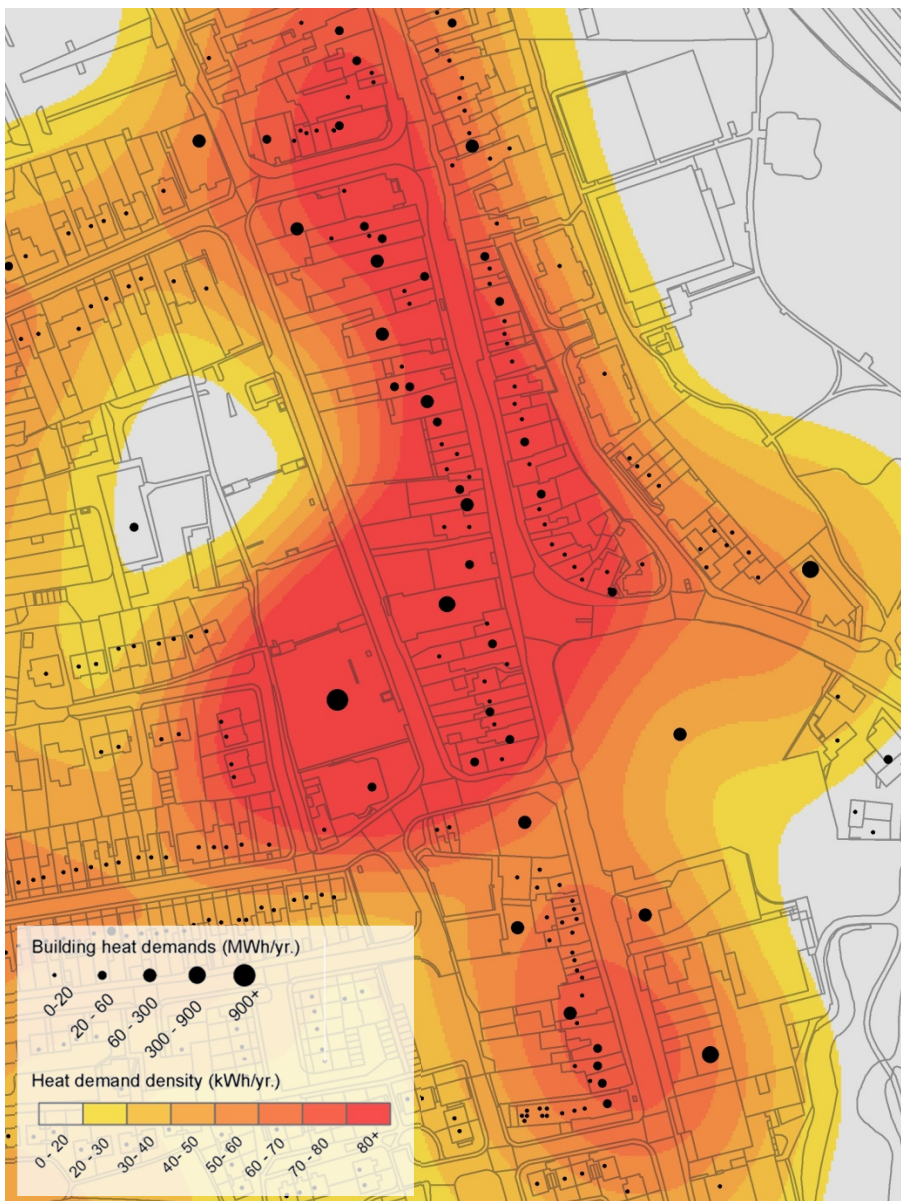 Building heat demands (MWh/yr.)
0-20
20 - 60
60 - 300
300 - 900
900+
Heat demand density (kWh/yr.)
0 - 20
20 - 30
30- 40
40- 50
50- 60
60 - 70
70 - 80
80+